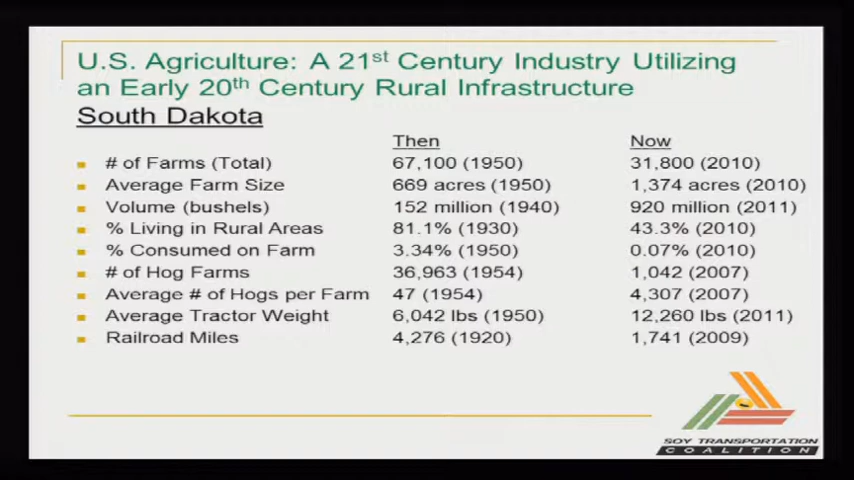 U.S. Agriculture: A 21st Century Industry Utilizing
an Early 20th Century Rural Infrastructure
South Dakota
Then Now
# of Farms (Total) 67,100 (1950) 31,800 (2010)
Average Farm Size 669 acres (1950) 1,374 acres (2010)
Volume (bushels) 152 million (1940) 920 million (2011)
% Living in Rural Areas 81.1% (1930) 43.3% (2010)
% Consumed on Farm 3.34% (1950) 0.07% (2010)
# of Hog Farms 36,963 (1954) 1,042 (2007)
Average # of Hogs per Farm 47 (1954) 4,307 (2007)
Average Tractor Weight 6,042 lbs (1950) 12,260 lbs (2011)
Railroad Miles 4,276 (1920) 1,741 (2009)
SOY TRANSPORTATION
COALITION